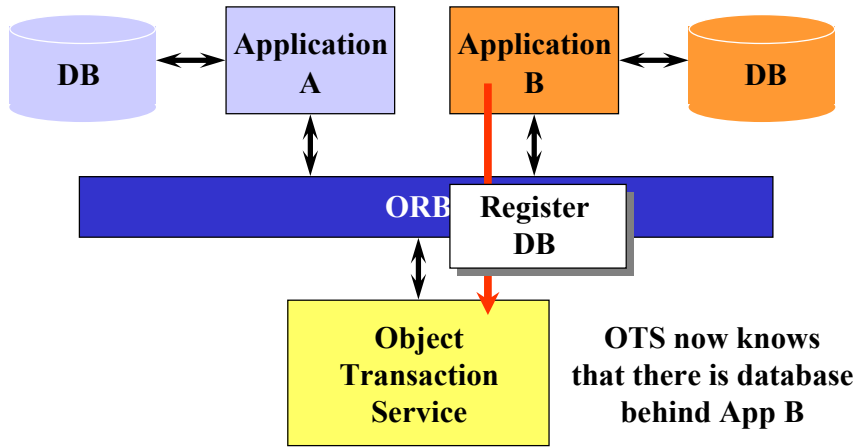 DB
Application
A
Application
B
DB
ORB
Register
DB
Object
Transaction
Service
OTS now knows
that there is database
behind App B